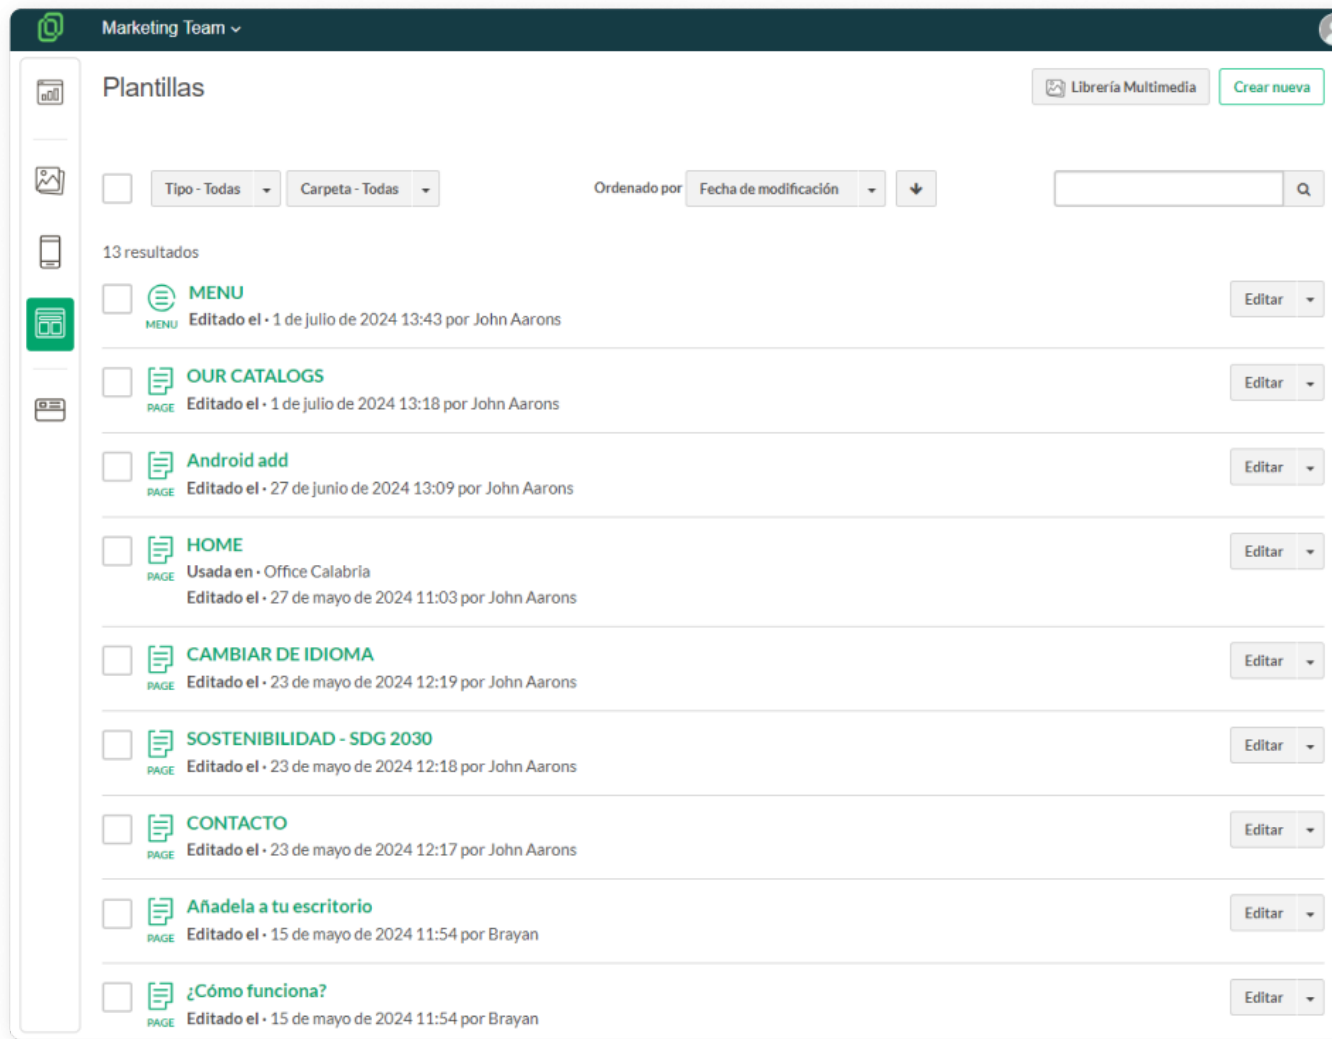 Marketing Team
Plantillas
Librería Multimedia
Crear nueva
Tipo - Todas
Carpeta - Todas
Ordenado por
Fecha de modificación
13 resultados
MENU
MENU
Editado el · 1 de julio de 2024 13:43 por John Aarons
Editar
OUR CATALOGS
PAGE
Editado el · 1 de julio de 2024 13:18 por John Aarons
Editar
Android add
PAGE
Editado el · 27 de junio de 2024 13:09 por John Aarons
Editar
HOME
PAGE
Usada en · Office Calabria
Editado el · 27 de mayo de 2024 11:03 por John Aarons
Editar
CAMBIAR DE IDIOMA
PAGE
Editado el · 23 de mayo de 2024 12:19 por John Aarons
Editar
SOSTENIBILIDAD - SDG 2030
PAGE
Editado el · 23 de mayo de 2024 12:18 por John Aarons
Editar
CONTACTO
PAGE
Editado el · 23 de mayo de 2024 12:17 por John Aarons
Editar
Añadela a tu escritorio
PAGE
Editado el · 15 de mayo de 2024 11:54 por Brayan
Editar
¿Cómo funciona?
PAGE
Editado el · 15 de mayo de 2024 11:54 por Brayan
Editar